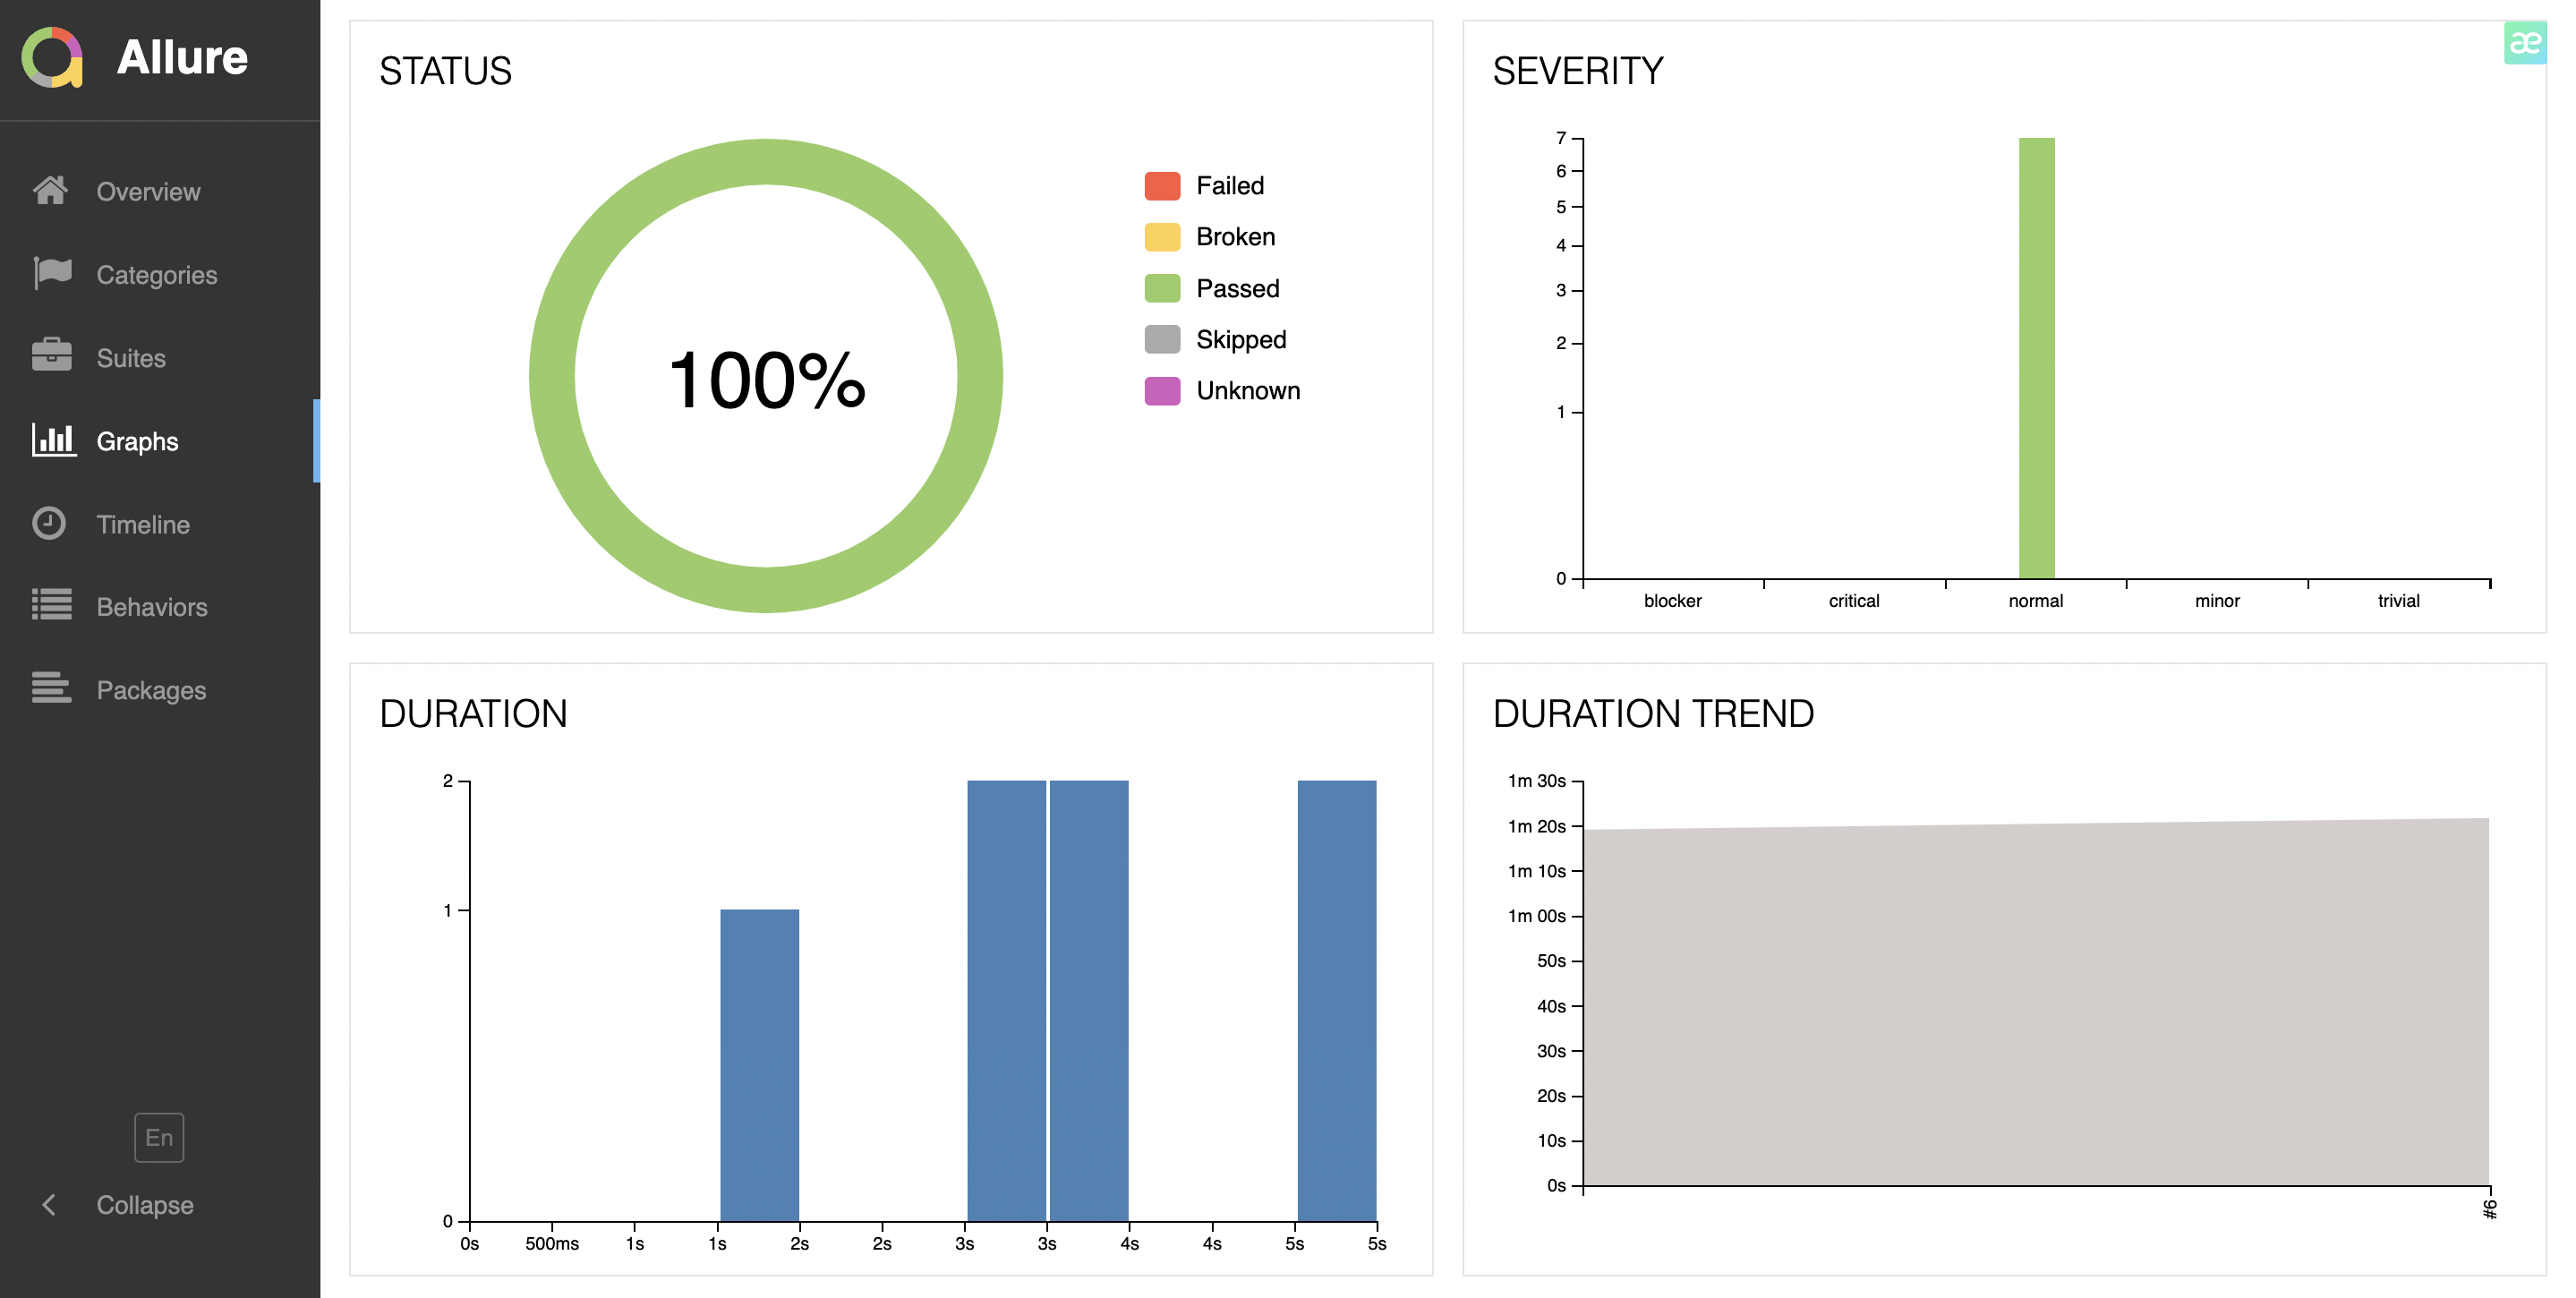 Allure
Overview
Categories
Suites
Graphs
Timeline
Behaviors
Packages
En
Collapse
STATUS
100%
Failed
Broken
Passed
Skipped
Unknown
SEVERITY
æ
7
6
5
4
3
2
1
0
blocker critical normal minor trivial
DURATION
2
1
0
0s 500ms 1s 1s 2s 2s 3s 3s 4s 4s 5s 5s
DURATION TREND
1m 30s
1m 20s
1m 10s
1m 00s
50s
40s
30s
20s
10s
0s
#6